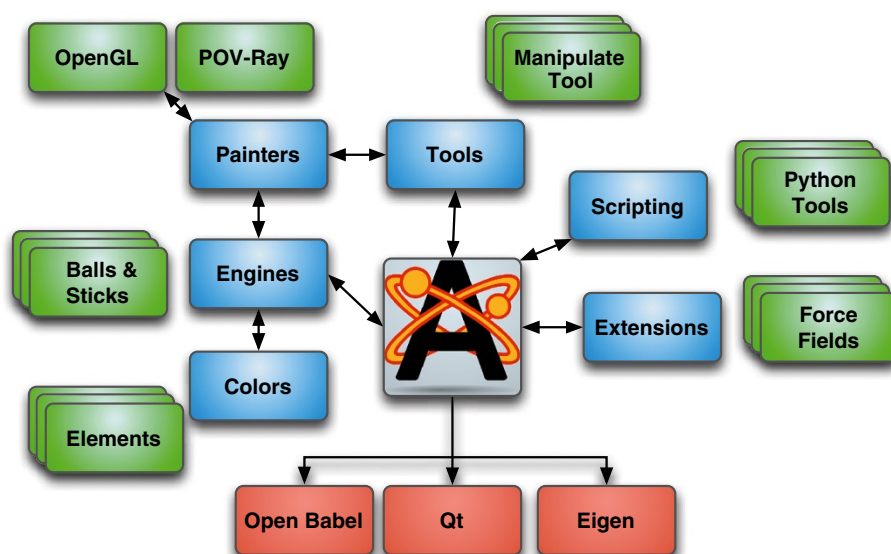 OpenGL
POV-Ray
Manipulate
Tool
Painters
Tools
Scripting
Python
Tools
Balls &
Sticks
Engines
Extensions
Force
Fields
Colors
Elements
Open Babel
Qt
Eigen